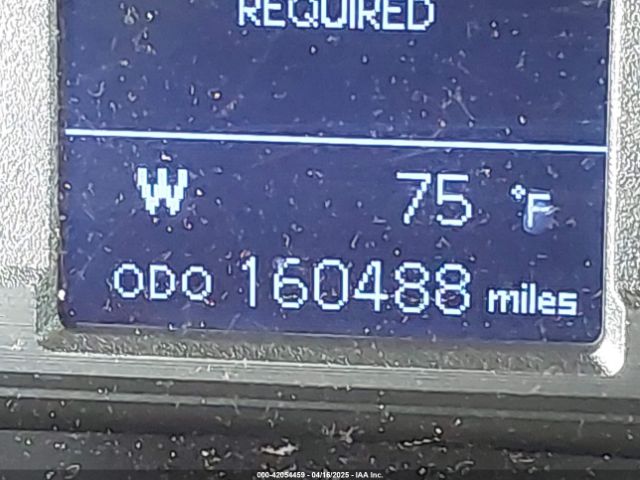 REQUIRED
W 75 °F
ODO 160488 miles
000-42054459 - 04/16/2025 - IAA Inc.